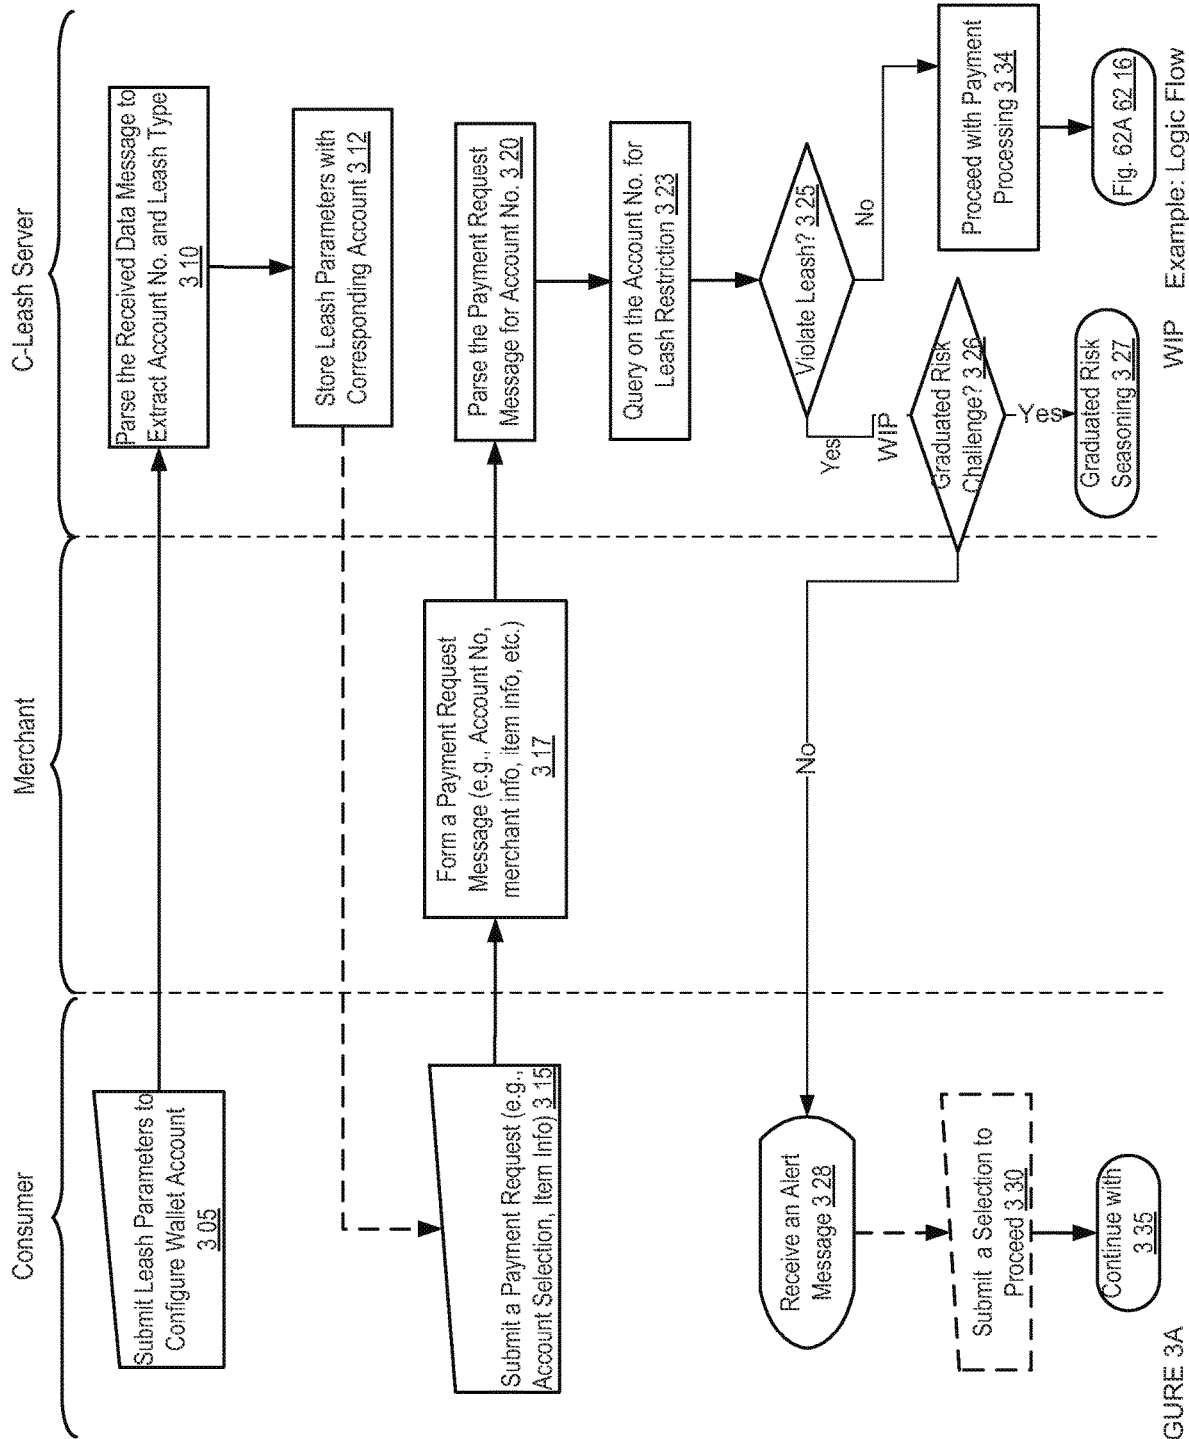 Consumer
Merchant
C-Leash Server
Submit Leash Parameters to
Configure Wallet Account
3 05
Parse the Received Data Message to
Extract Account No. and Leash Type
3 10
Store Leash Parameters with
Corresponding Account 3 12
Submit a Payment Request (e.g.,
Account Selection, Item Info) 3 15
Form a Payment Request
Message (e.g., Account No,
merchant info, item info, etc.)
3 17
Parse the Payment Request
Message for Account No. 3 20
Query on the Account No. for
Leash Restriction 3 23
Violate Leash? 3 25
Yes
No
WIP
Graduated Risk
Challenge? 3 26
No
Yes
Receive an Alert
Message 3 28
Submit a Selection to
Proceed 3 30
Continue with
3 35
Graduated Risk
Seasoning 3 27
Proceed with Payment
Processing 3 34
Fig. 62A 62 16
GURE 3A
WIP
Example: Logic Flow